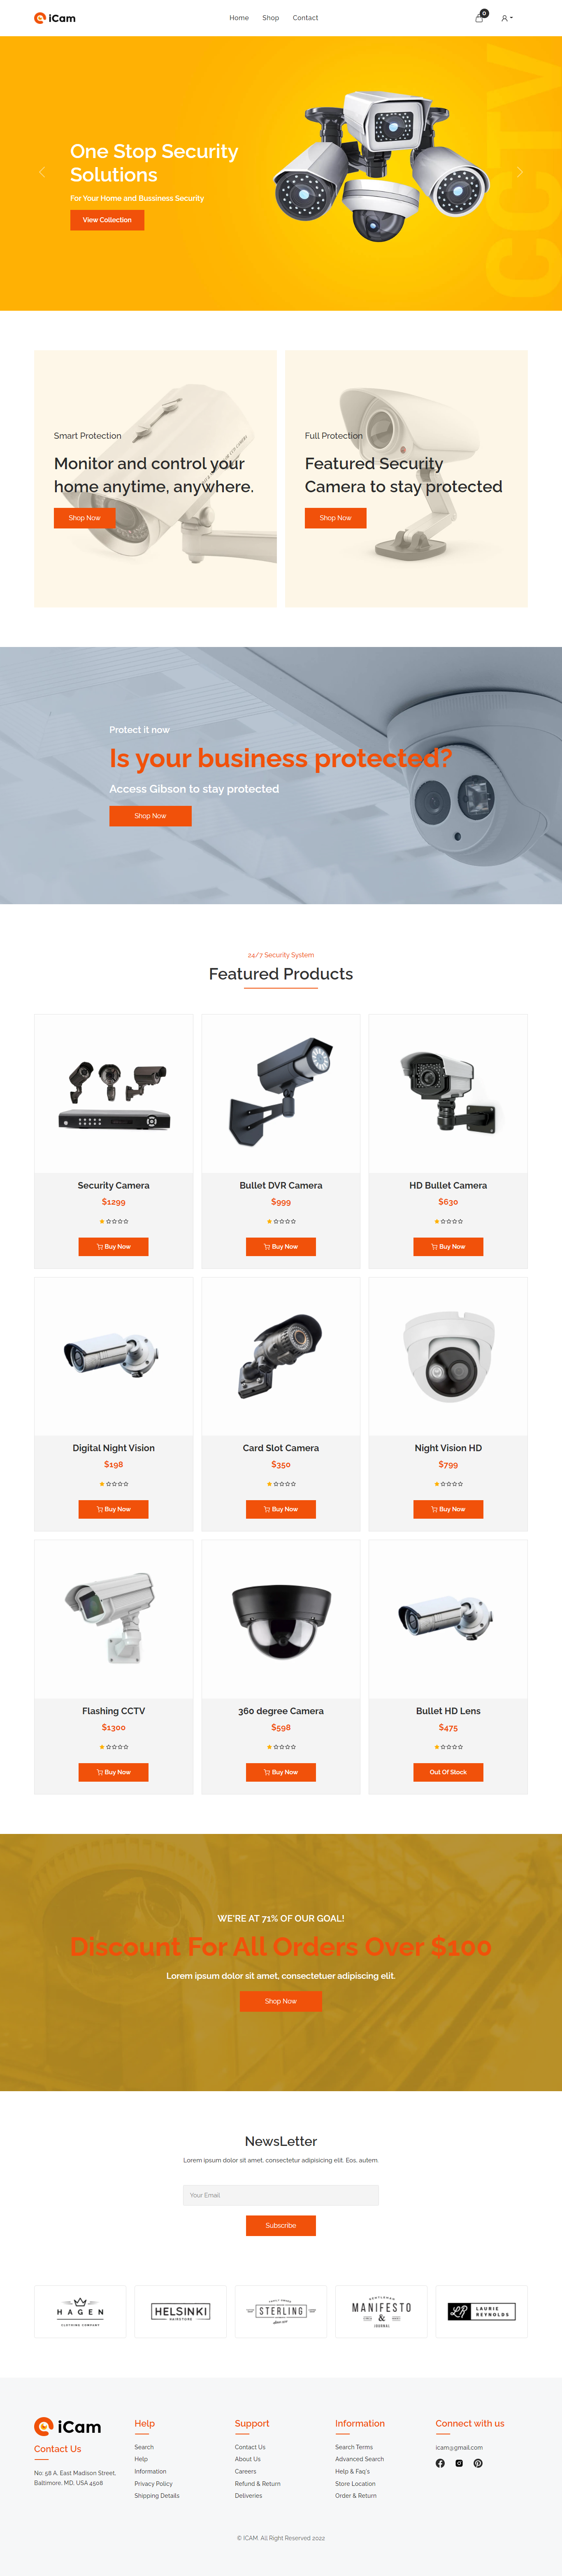 iCam
Home Shop Contact
0
One Stop Security
Solutions
For Your Home and Bussiness Security
View Collection
CCTV
Smart Protection
Monitor and control your
home anytime, anywhere.
Shop Now
Full Protection
Featured Security
Camera to stay protected
Shop Now
Protect it now
Is your business protected?
Access Gibson to stay protected
Shop Now
24/7 Security System
Featured Products
Security Camera
$1299
Buy Now
Bullet DVR Camera
$999
Buy Now
HD Bullet Camera
$630
Buy Now
Digital Night Vision
$198
Buy Now
Card Slot Camera
$350
Buy Now
Night Vision HD
$799
Buy Now
Flashing CCTV
$1300
Buy Now
360 degree Camera
$598
Buy Now
Bullet HD Lens
$475
Out Of Stock
WE'RE AT 71% OF OUR GOAL!
Discount For All Orders Over $100
Lorem ipsum dolor sit amet, consectetuer adipiscing elit.
Shop Now
NewsLetter
Lorem ipsum dolor sit amet, consectetur adipisicing elit. Eos, autem.
Your Email
Subscribe
HAGEN
CLOTHING COMPANY
HELSINKI
HAIRSTORE
STERLING
GENTLEMEN
MANIFESTO
&
JOURNAL
LR
LAURIE
REYNOLDS
iCam
Contact Us
No: 58 A, East Madison Street,
Baltimore, MD, USA 4508
Help
Search
Help
Information
Privacy Policy
Shipping Details
Support
Contact Us
About Us
Careers
Refund & Return
Deliveries
Information
Search Terms
Advanced Search
Help & Faq's
Store Location
Order & Return
Connect with us
icam3@gmail.com
© ICAM. All Right Reserved 2022